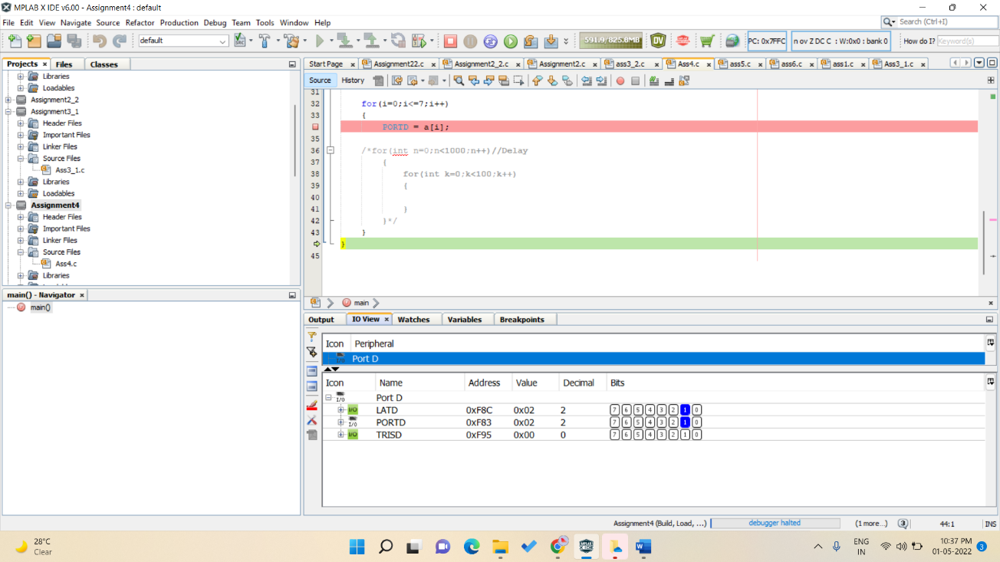 MPLAB X IDE v6.00 - Assignment4 : default
File Edit View Navigate Source Refactor Production Debug Team Tools Window Help
Search (Ctrl+I)
default
591.9/825.8MB
PC: 0x7FFC
n ov Z DC C : W:0x0 : bank 0
How do I? Keyword(s)
Projects Files Classes
Libraries
Loadables
Assignment2_2
Assignment3_1
Header Files
Important Files
Linker Files
Source Files
Ass3_1.c
Libraries
Loadables
Assignment4
Header Files
Important Files
Linker Files
Source Files
Ass4.c
Libraries
main() - Navigator
main()
Start Page Assignment22.c Assignment2_2.c Assignment2.c ass3_2.c Ass4.c ass5.c ass6.c ass1.c Ass3_1.c
Source History
31
32 for(i=0;i<=7;i++)
33 {
PORTD = a[i];
35
36 /*for(int n=0;n<1000;n++)//Delay
37 {
38 for(int k=0;k<100;k++)
39 {
40
41 }
42 }*/
43 }
}
45
main
Output IO View Watches Variables Breakpoints
Icon Peripheral
I/O Port D
Icon Name Address Value Decimal Bits
I/O Port D
I/O LATD 0xF8C 0x02 2 7 6 5 4 3 2 1 0
I/O PORTD 0xF83 0x02 2 7 6 5 4 3 2 1 0
I/O TRISD 0xF95 0x00 0 7 6 5 4 3 2 1 0
Assignment4 (Build, Load, ...) debugger halted (1 more...) 3 44:1 INS
28°C
Clear
ENG
IN
10:37 PM
01-05-2022
3